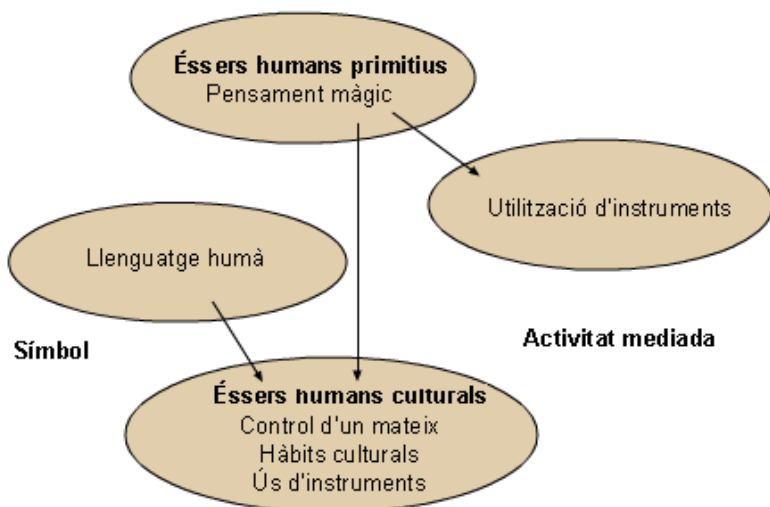 Éssers humans primitius
Pensament màgic
Utilització d'instruments
Llenguatge humà
Símbol
Activitat mediada
Éssers humans culturals
Control d'un mateix
Hàbits culturals
Ús d'instruments